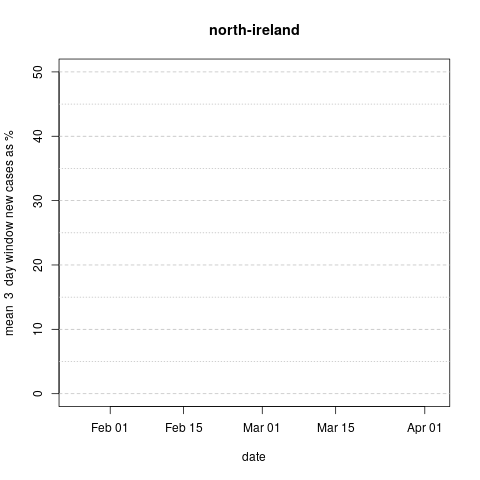 north-ireland
mean  3  day window new cases as %
50
40
30
20
10
0
Feb 01
Feb 15
Mar 01
Mar 15
Apr 01
date